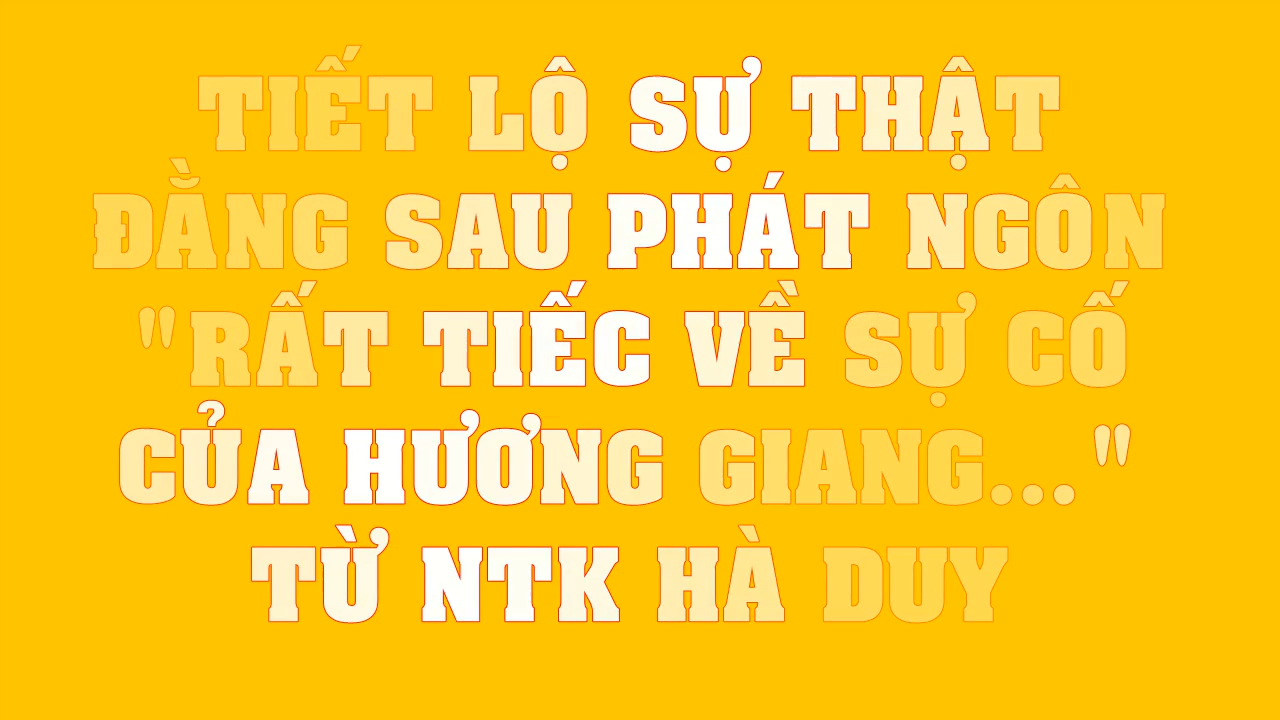 TIẾT LỘ SỰ THẬT
ĐẰNG SAU PHÁT NGÔN
"RẤT TIẾC VỀ SỰ CỐ
CỦA HƯƠNG GIANG... "
TỪ NTK HÀ DUY